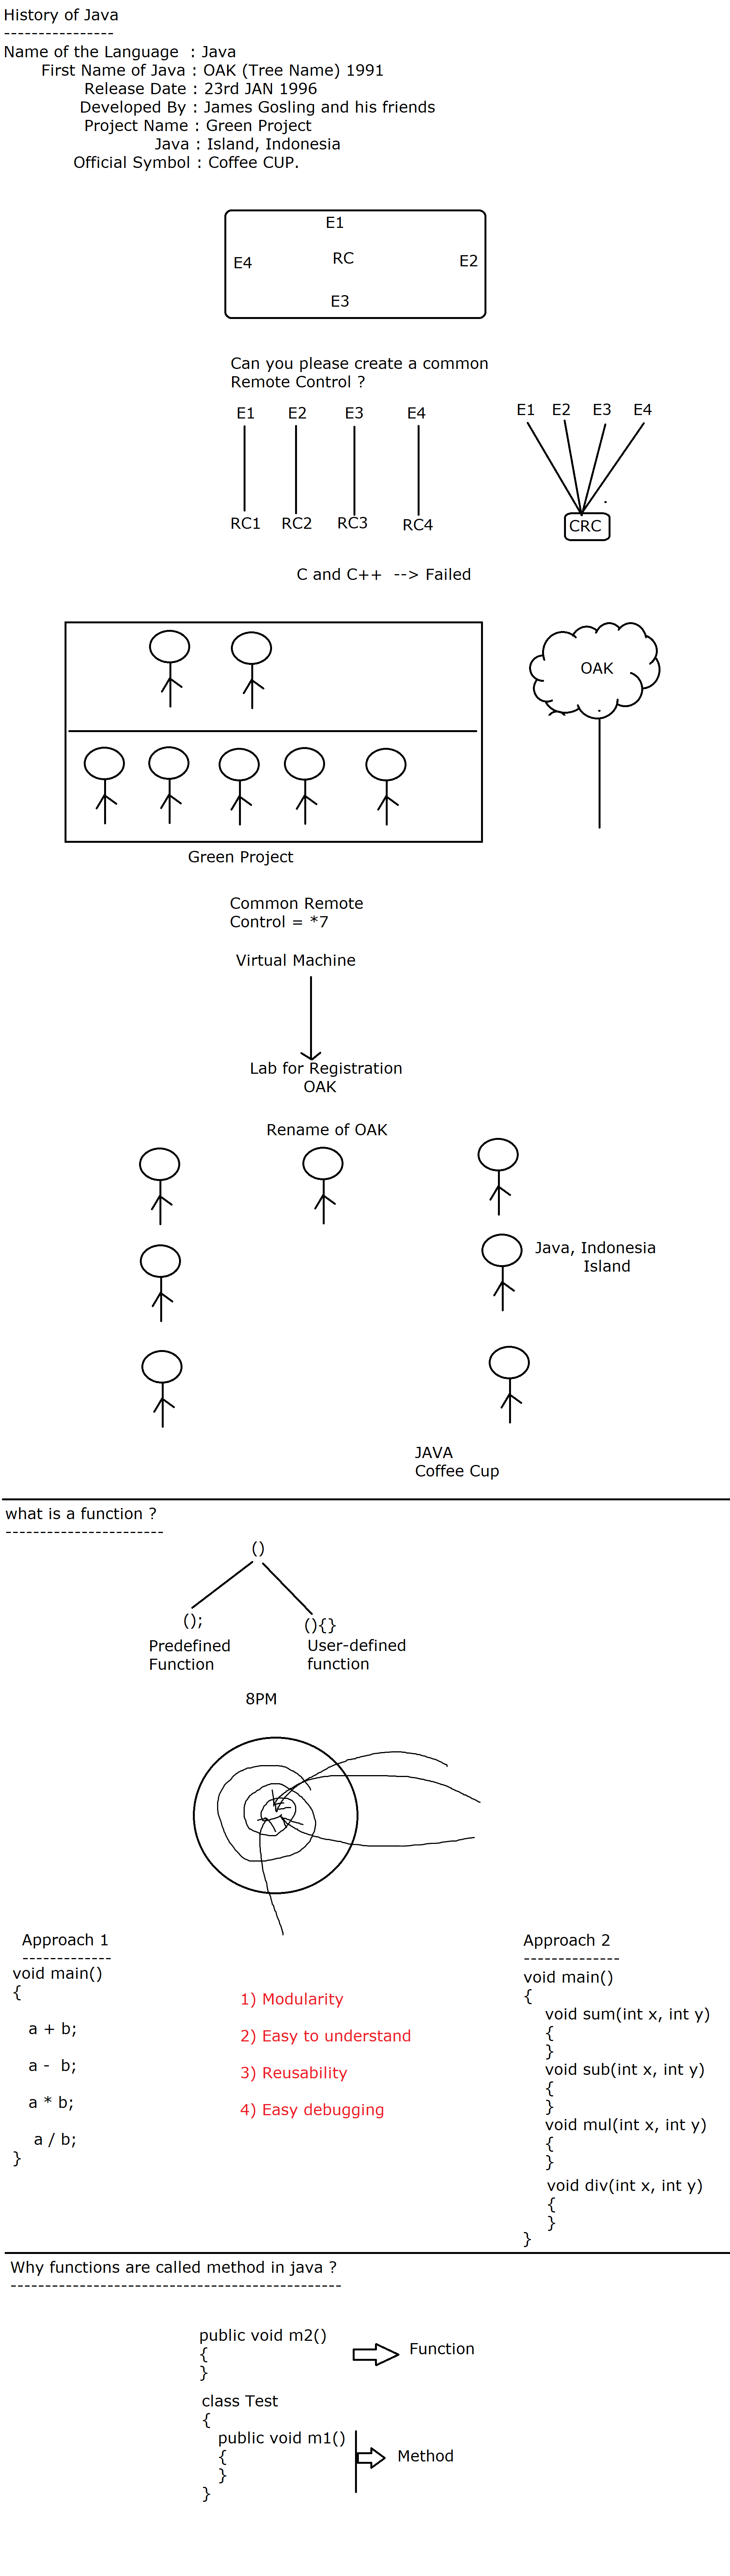 History of Java
----------------
Name of the Language : Java
First Name of Java : OAK (Tree Name) 1991
Release Date : 23rd JAN 1996
Developed By : James Gosling and his friends
Project Name : Green Project
Java : Island, Indonesia
Official Symbol : Coffee CUP.
E1
E4 RC E2
E3
Can you please create a common
Remote Control ?
E1 E2 E3 E4
RC1 RC2 RC3 RC4
E1 E2 E3 E4
CRC
C and C++ --> Failed
OAK
Green Project
Common Remote
Control = *7
Virtual Machine
Lab for Registration
OAK
Rename of OAK
Java, Indonesia
Island
JAVA
Coffee Cup
what is a function ?
-----------------------
()
();
Predefined
Function
(){}
User-defined
function
8PM
Approach 1
-------------
void main()
{
a + b;
a - b;
a * b;
a / b;
}
1) Modularity
2) Easy to understand
3) Reusability
4) Easy debugging
Approach 2
--------------
void main()
{
void sum(int x, int y)
{
}
void sub(int x, int y)
{
}
void mul(int x, int y)
{
}
void div(int x, int y)
{
}
}
Why functions are called method in java ?
------------------------------------------------
public void m2()
{
}
Function
class Test
{
public void m1()
{
}
}
Method